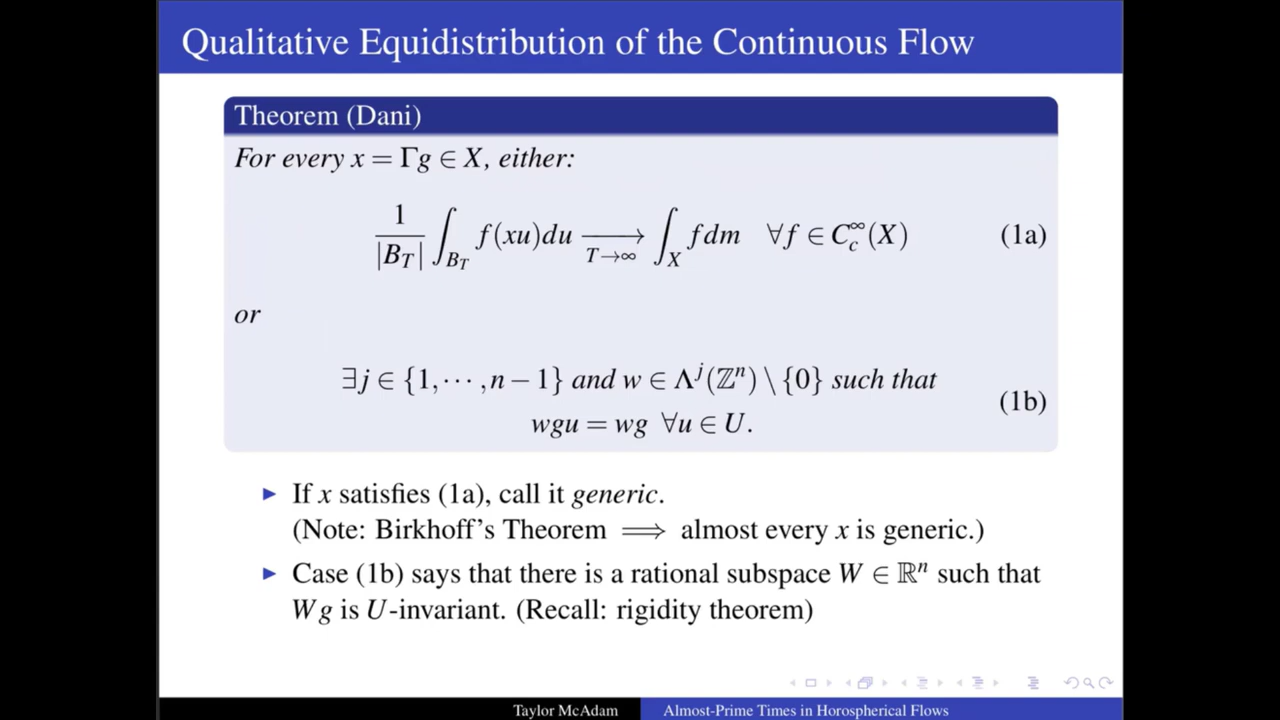 Qualitative Equidistribution of the Continuous Flow
Theorem (Dani)
For every x = Γg ∈ X, either:
1/|B_T| ∫_{B_T} f(xu)du →_{T→∞} ∫_X f dm ∀f ∈ C_c^∞(X) (1a)
or
∃j ∈ {1,⋯,n−1} and w ∈ Λ^j(ℤ^n) \ {0} such that
wgu = wg ∀u ∈ U. (1b)
▶ If x satisfies (1a), call it generic.
(Note: Birkhoff's Theorem ⟹ almost every x is generic.)
▶ Case (1b) says that there is a rational subspace W ∈ ℝ^n such that
Wg is U-invariant. (Recall: rigidity theorem)
Taylor McAdam
Almost-Prime Times in Horospherical Flows